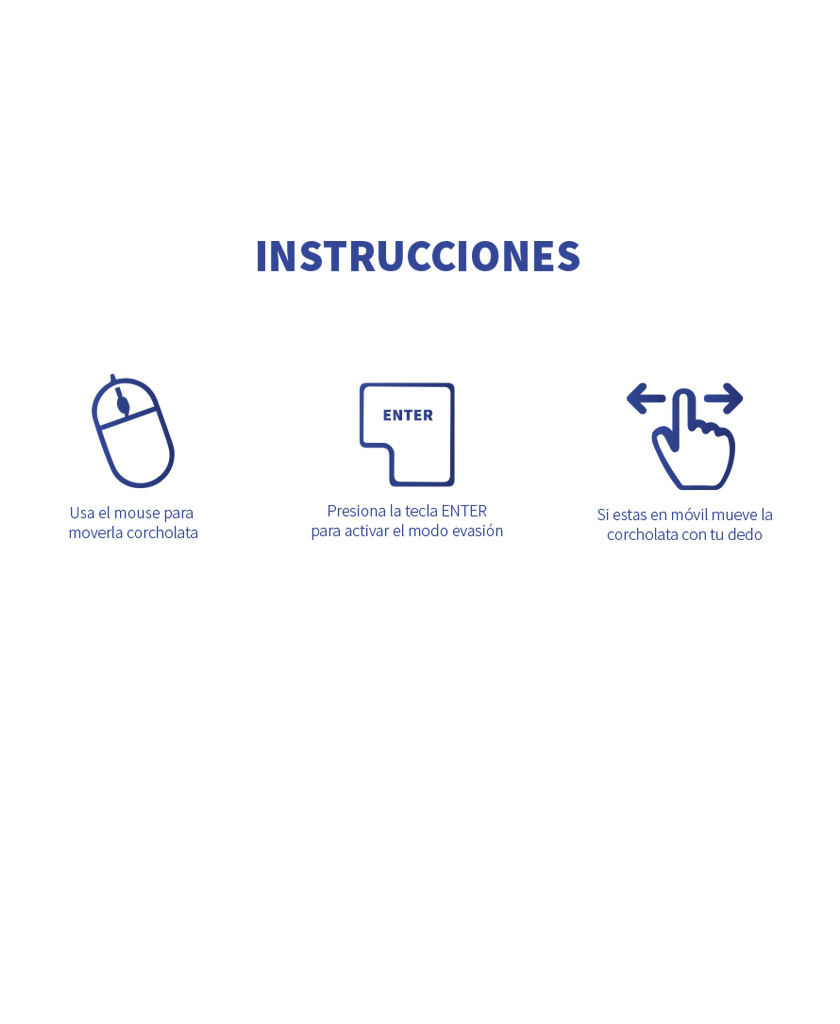 INSTRUCCIONES
ENTER
Usa el mouse para
moverla corcholata
Presiona la tecla ENTER
para activar el modo evasión
Si estas en móvil mueve la
corcholata con tu dedo